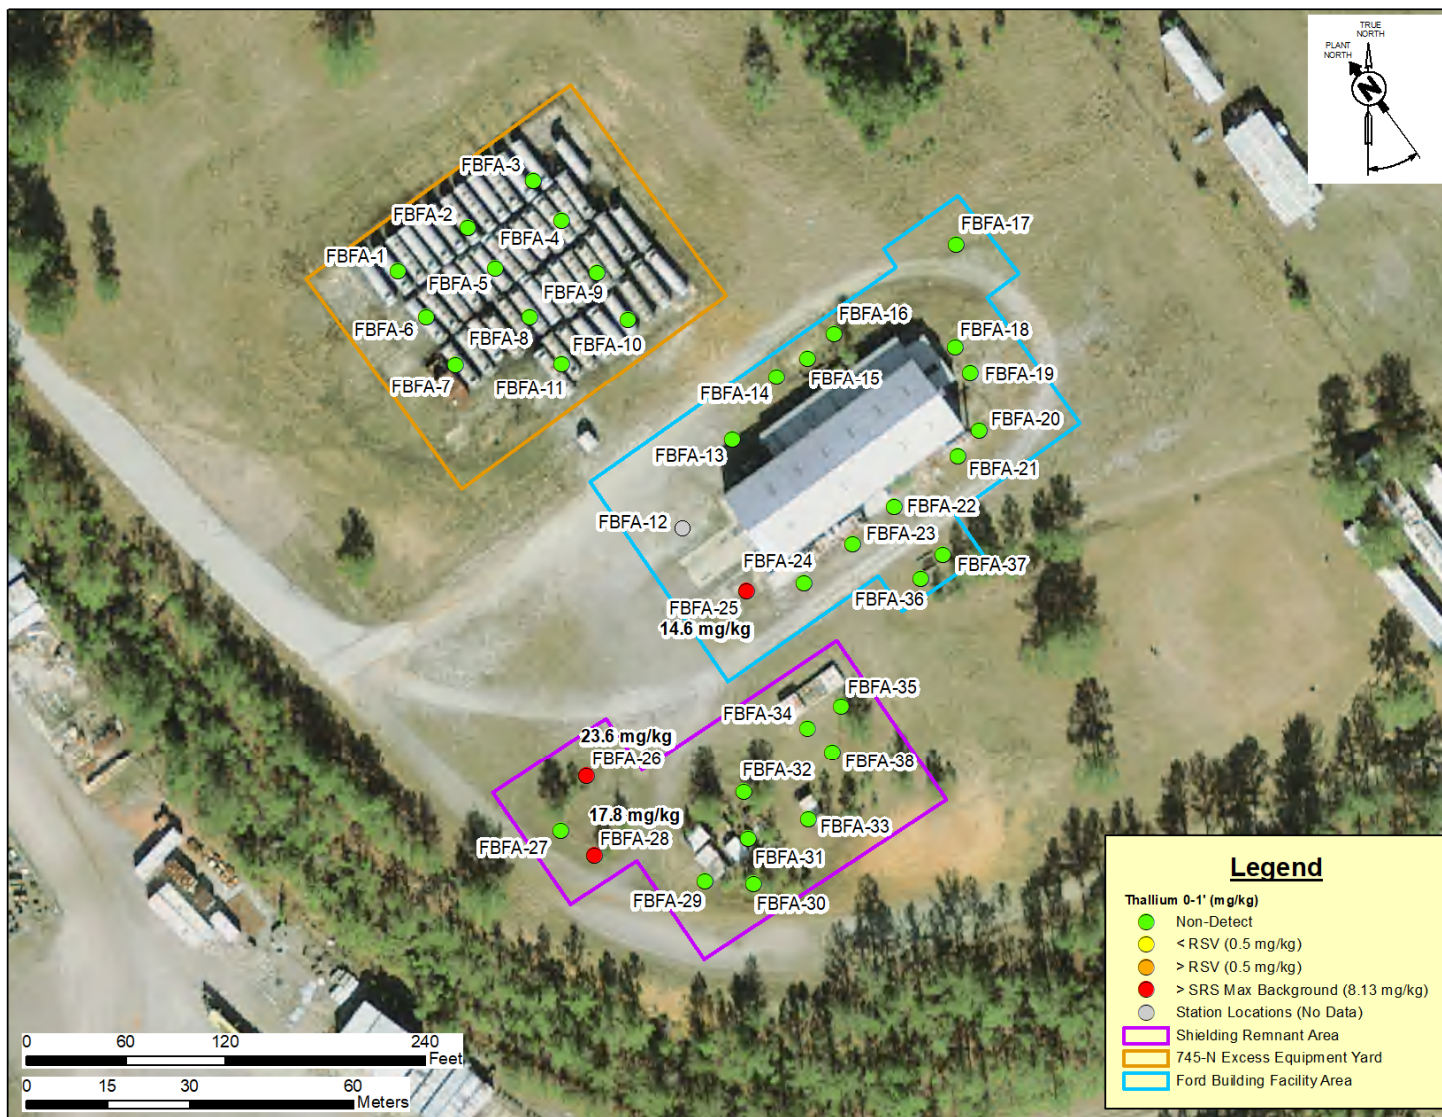 TRUE
NORTH
PLANT
NORTH
N
FBFA-3
FBFA-2
FBFA-4
FBFA-1
FBFA-5
FBFA-9
FBFA-6
FBFA-8
FBFA-10
FBFA-7
FBFA-11
FBFA-17
FBFA-16
FBFA-18
FBFA-15
FBFA-19
FBFA-14
FBFA-20
FBFA-13
FBFA-21
FBFA-22
FBFA-12
FBFA-23
FBFA-24
FBFA-37
FBFA-25
14.6 mg/kg
FBFA-36
FBFA-35
FBFA-34
23.6 mg/kg
FBFA-26
FBFA-38
FBFA-32
17.8 mg/kg
FBFA-33
FBFA-28
FBFA-27
FBFA-31
FBFA-29
FBFA-30
Legend
Thallium 0-1' (mg/kg)
Non-Detect
< RSV (0.5 mg/kg)
> RSV (0.5 mg/kg)
> SRS Max Background (8.13 mg/kg)
Station Locations (No Data)
Shielding Remnant Area
745-N Excess Equipment Yard
Ford Building Facility Area
0 60 120 240
Feet
0 15 30 60
Meters